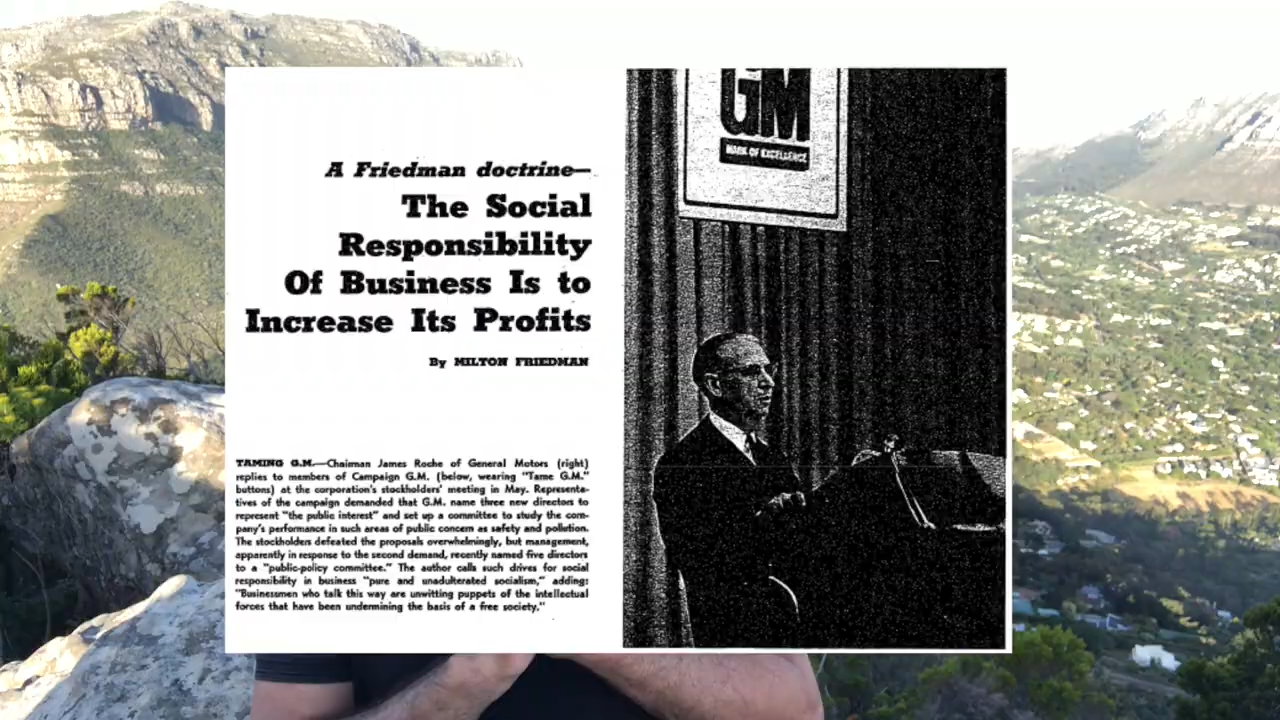 A Friedman doctrine—
The Social
Responsibility
Of Business Is to
Increase Its Profits
By MILTON FRIEDMAN
TAMING G.M.—Chairman James Roche of General Motors (right)
replies to members of Campaign G.M. (below, wearing "Tame G.M."
buttons) at the corporation's stockholders' meeting in May. Representa-
tives of the campaign demanded that G.M. name three new directors to
represent "the public interest" and set up a committee to study the com-
pany's performance in such areas of public concern as safety and pollution.
The stockholders defeated the proposals overwhelmingly, but management,
apparently in response to the second demand, recently named five directors
to a "public-policy committee." The author calls such drives for social
responsibility in business "pure and unadulterated socialism," adding:
"Businessmen who talk this way are unwitting puppets of the intellectual
forces that have been undermining the basis of a free society."
GM
MARK OF EXCELLENCE